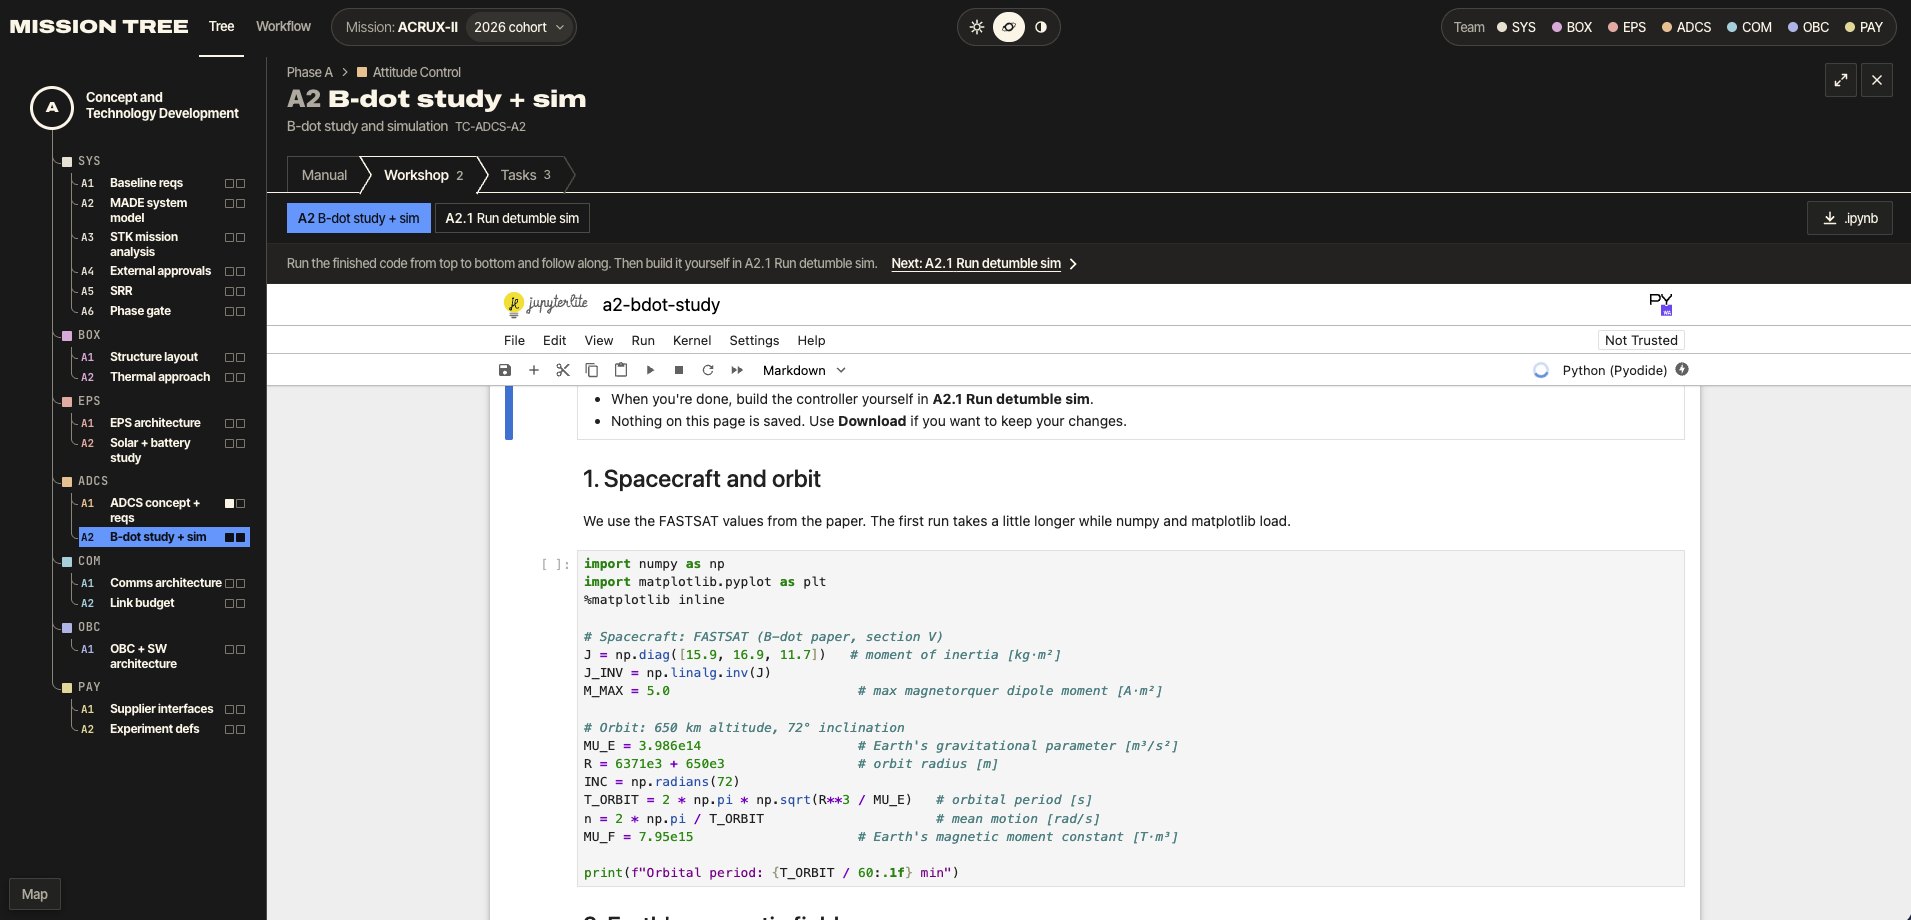 MISSION TREE
Tree
Workflow
Mission: ACRUX-II
2026 cohort
Team
SYS
BOX
EPS
ADCS
COM
OBC
PAY
A
Concept and
Technology Development
SYS
A1 Baseline reqs
A2 MADE system
model
A3 STK mission
analysis
A4 External approvals
A5 SRR
A6 Phase gate
BOX
A1 Structure layout
A2 Thermal approach
EPS
A1 EPS architecture
A2 Solar + battery
study
ADCS
A1 ADCS concept +
reqs
A2 B-dot study + sim
COM
A1 Comms architecture
A2 Link budget
OBC
A1 OBC + SW
architecture
PAY
A1 Supplier interfaces
A2 Experiment defs
Map
Phase A > Attitude Control
A2 B-dot study + sim
B-dot study and simulation TC-ADCS-A2
Manual
Workshop 2
Tasks 3
A2 B-dot study + sim
A2.1 Run detumble sim
.ipynb
Run the finished code from top to bottom and follow along. Then build it yourself in A2.1 Run detumble sim. Next: A2.1 Run detumble sim
jupyterlite
a2-bdot-study
PY
File Edit View Run Kernel Settings Help
Not Trusted
Markdown
Python (Pyodide)
• When you're done, build the controller yourself in A2.1 Run detumble sim.
• Nothing on this page is saved. Use Download if you want to keep your changes.
1. Spacecraft and orbit
We use the FASTSAT values from the paper. The first run takes a little longer while numpy and matplotlib load.
[ ]:
import numpy as np
import matplotlib.pyplot as plt
%matplotlib inline
# Spacecraft: FASTSAT (B-dot paper, section V)
J = np.diag([15.9, 16.9, 11.7]) # moment of inertia [kg·m²]
J_INV = np.linalg.inv(J)
M_MAX = 5.0 # max magnetorquer dipole moment [A·m²]
# Orbit: 650 km altitude, 72° inclination
MU_E = 3.986e14 # Earth's gravitational parameter [m³/s²]
R = 6371e3 + 650e3 # orbit radius [m]
INC = np.radians(72)
T_ORBIT = 2 * np.pi * np.sqrt(R**3 / MU_E) # orbital period [s]
n = 2 * np.pi / T_ORBIT # mean motion [rad/s]
MU_F = 7.95e15 # Earth's magnetic moment constant [T·m³]
print(f"Orbital period: {T_ORBIT / 60:.1f} min")